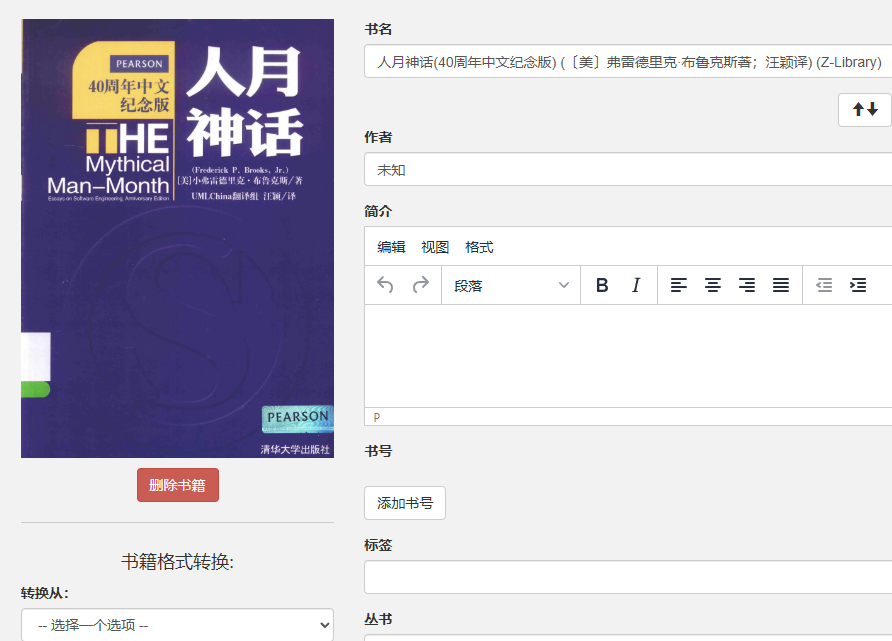 PEARSON
40周年中文
纪念版
人月
神话
THE
Mythical
Man-Month
Essays on Software Engineering, Anniversary Edition
(Frederick P. Brooks, Jr.)
[美]小弗雷德里克·布鲁克斯/著
UMLChina翻译组 汪颖/译
PEARSON
清华大学出版社
删除书籍
书籍格式转换:
转换从:
-- 选择一个选项 --
书名
人月神话(40周年中文纪念版) (［美］弗雷德里克·布鲁克斯著；汪颖译) (Z-Library)
作者
未知
简介
编辑 视图 格式
段落 B I
P
书号
添加书号
标签
丛书